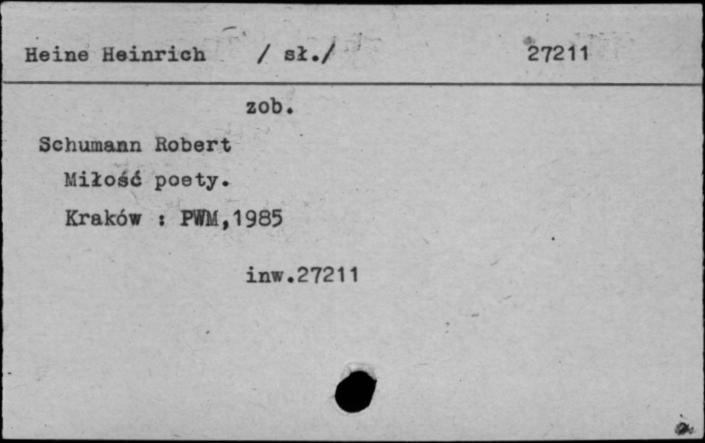 Heine Heinrich / sł./ 27211
zob.
Schumann Robert
Miłość poety.
Kraków : PWM,1985
inw.27211